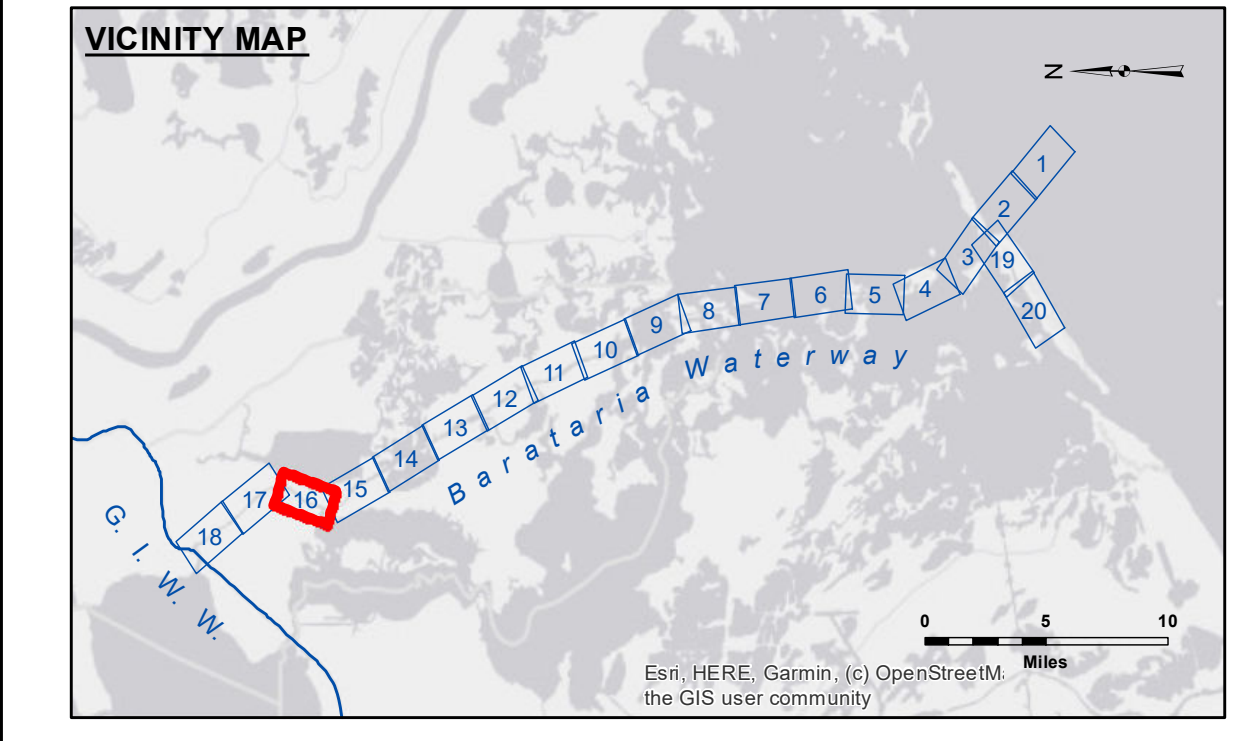 VICINITY MAP
N
1
2
3
19
4
5
6
7
8
20
9
10
11
12
13
14
15
16
17
18
Barataria Waterway
G. I. W. W.
0 5 10
Miles
Esri, HERE, Garmin, (c) OpenStreetM
the GIS user community